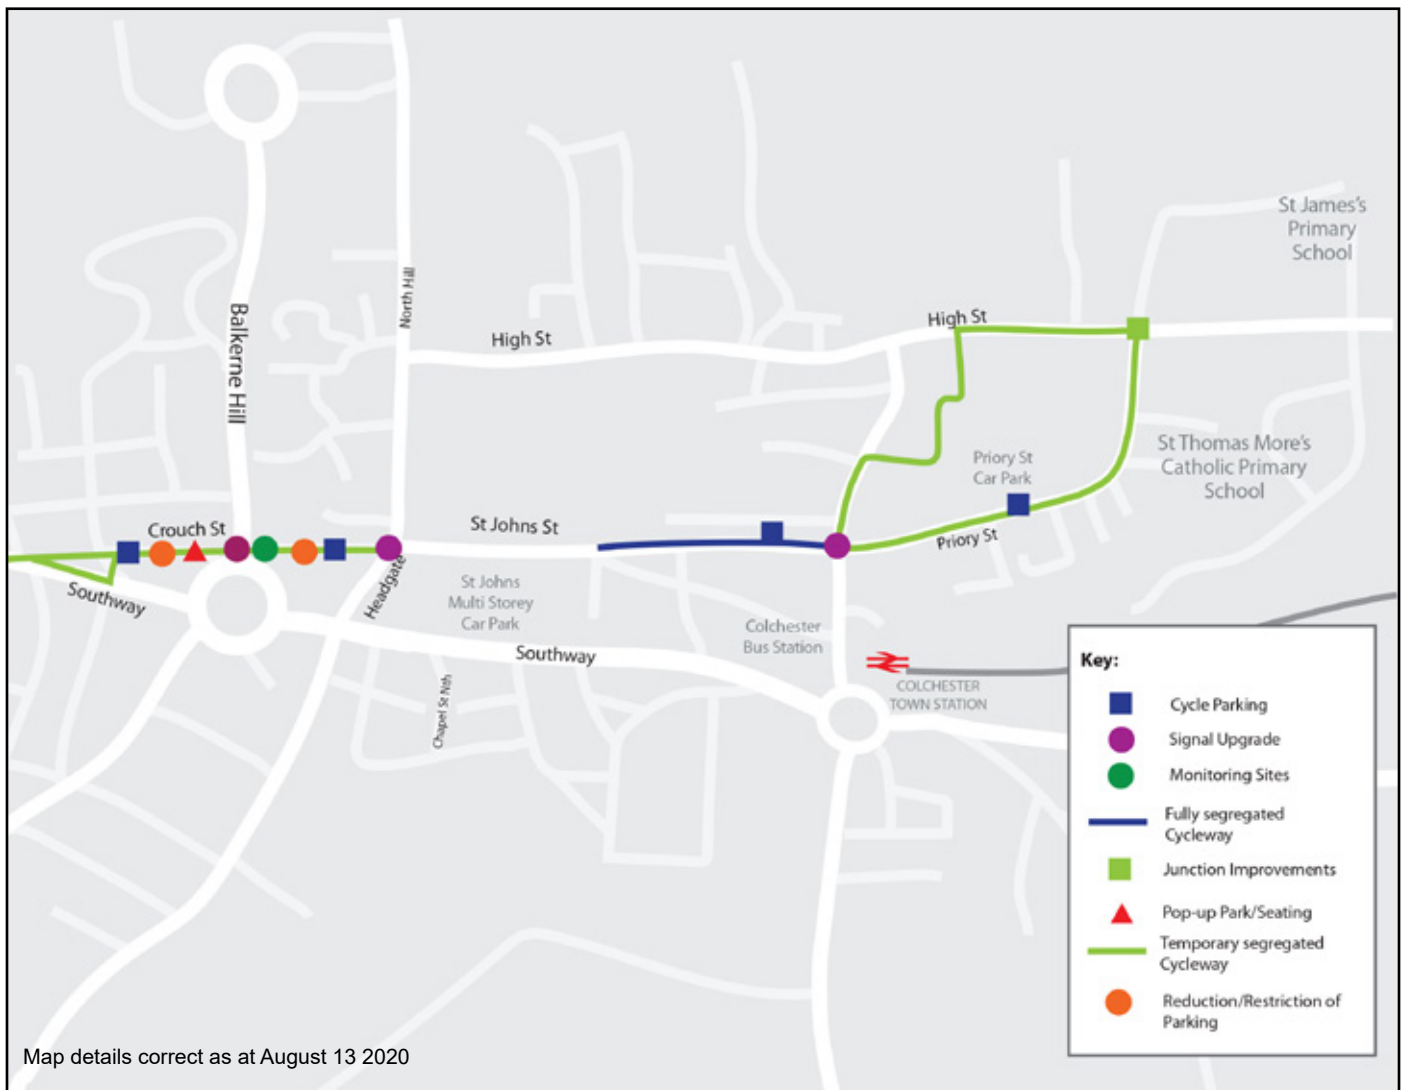 St James's
Primary
School
North Hill
Balkerne Hill
High St
High St
St Thomas More's
Catholic Primary
School
Priory St
Car Park
Crouch St
St Johns St
Priory St
Headgate
Southway
St Johns
Multi Storey
Car Park
Colchester
Bus Station
Southway
Chapel St Nth
COLCHESTER
TOWN STATION
Key:
Cycle Parking
Signal Upgrade
Monitoring Sites
Fully segregated
Cycleway
Junction Improvements
Pop-up Park/Seating
Temporary segregated
Cycleway
Reduction/Restriction of
Parking
Map details correct as at August 13 2020